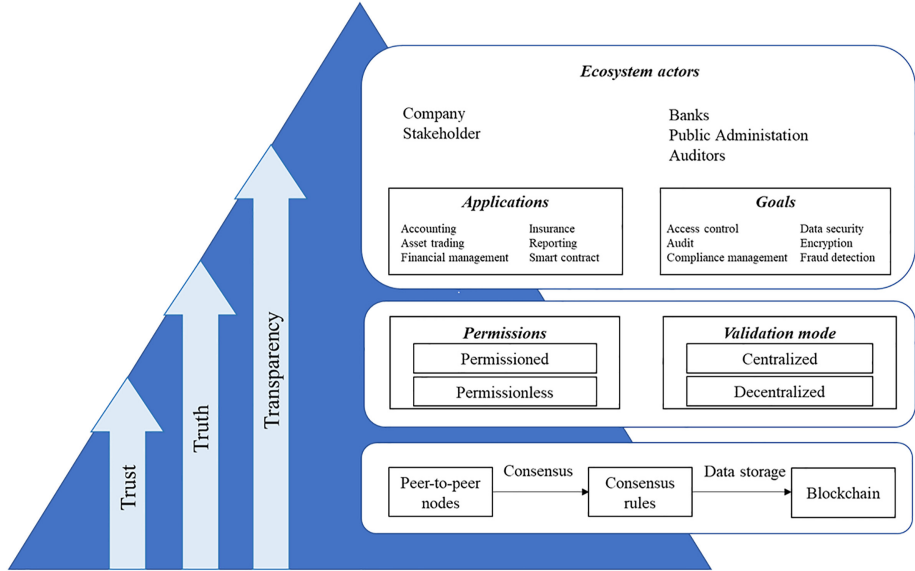 Ecosystem actors
Company
Stakeholder
Banks
Public Administation
Auditors
Applications
Accounting
Asset trading
Financial management
Insurance
Reporting
Smart contract
Goals
Access control
Audit
Compliance management
Data security
Encryption
Fraud detection
Permissions
Permissioned
Permissionless
Validation mode
Centralized
Decentralized
Peer-to-peer
nodes
Consensus
Consensus
rules
Data storage
Blockchain
Trust
Truth
Transparency